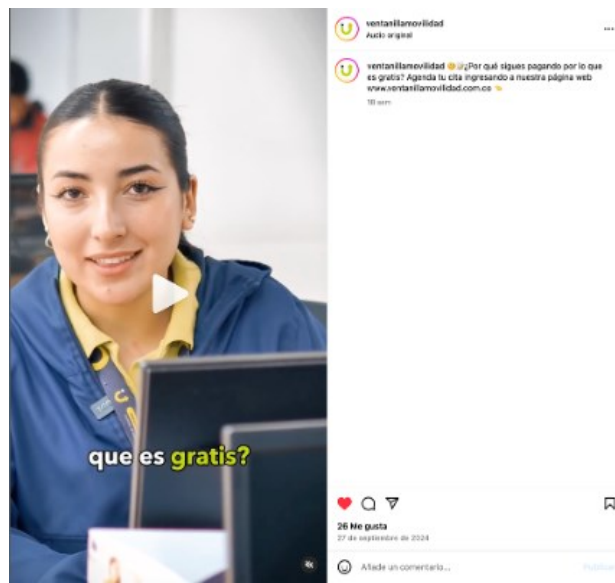 que es gratis?
ventanillamovilidad
Audio original
ventanillamovilidad 🤔¿Por qué sigues pagando por lo que
es gratis? Agenda tu cita ingresando a nuestra página web
www.ventanillamovilidad.com.co 👈
26 Me gusta
27 de septiembre de 2024
Añade un comentario...
Publicar